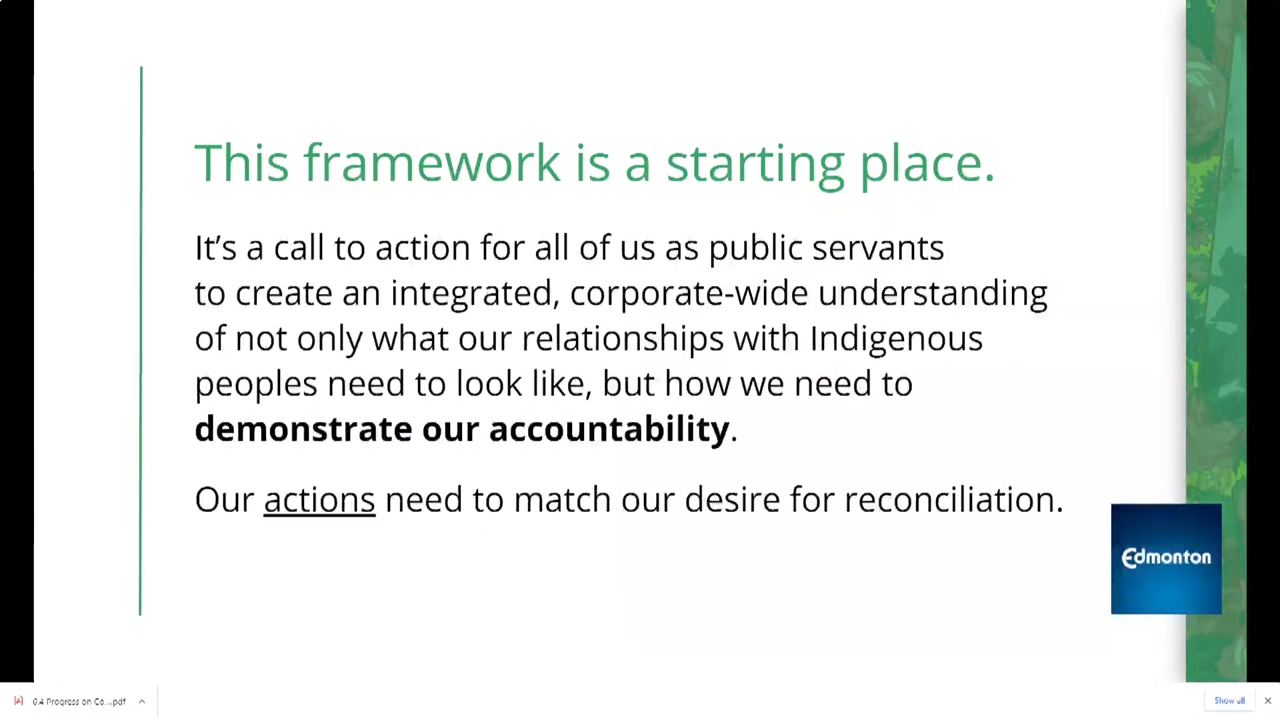 This framework is a starting place.
It’s a call to action for all of us as public servants
to create an integrated, corporate-wide understanding
of not only what our relationships with Indigenous
peoples need to look like, but how we need to
demonstrate our accountability.
Our actions need to match our desire for reconciliation.
Edmonton
6.4 Progress on Co....pdf
Show all